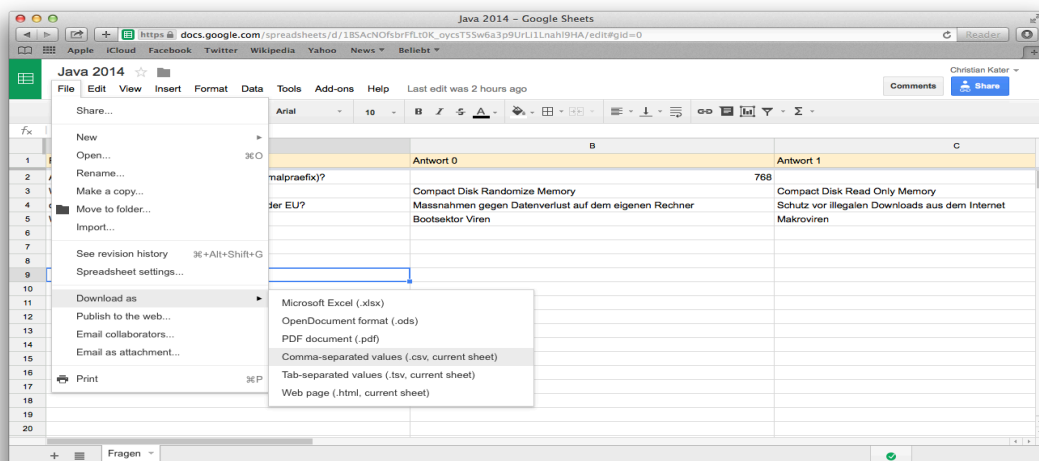 Java 2014 – Google Sheets
https docs.google.com/spreadsheets/d/1BSAcNOfsbrFfLt0K_oycsT5Sw6a3p9UrLi1Lnahl9HA/edit#gid=0
Reader
Apple iCloud Facebook Twitter Wikipedia Yahoo News Beliebt
Java 2014
Christian Kater
File Edit View Insert Format Data Tools Add-ons Help Last edit was 2 hours ago
Comments Share
Share...
Arial 10 B I S A Σ
fx
New
B C
Open... ⌘O
1 Antwort 0 Antwort 1
Rename...
2 malpraefix)? 768
Make a copy...
3 Compact Disk Randomize Memory Compact Disk Read Only Memory
Move to folder...
4 der EU? Massnahmen gegen Datenverlust auf dem eigenen Rechner Schutz vor illegalen Downloads aus dem Internet
Import...
5 Bootsektor Viren Makroviren
6
7
See revision history ⌘+Alt+Shift+G
8
Spreadsheet settings...
9
10
Download as
11 Microsoft Excel (.xlsx)
Publish to the web...
12 OpenDocument format (.ods)
Email collaborators...
13 PDF document (.pdf)
14
Email as attachment...
15 Comma-separated values (.csv, current sheet)
16 Tab-separated values (.tsv, current sheet)
Print ⌘P
17 Web page (.html, current sheet)
18
19
20
Fragen